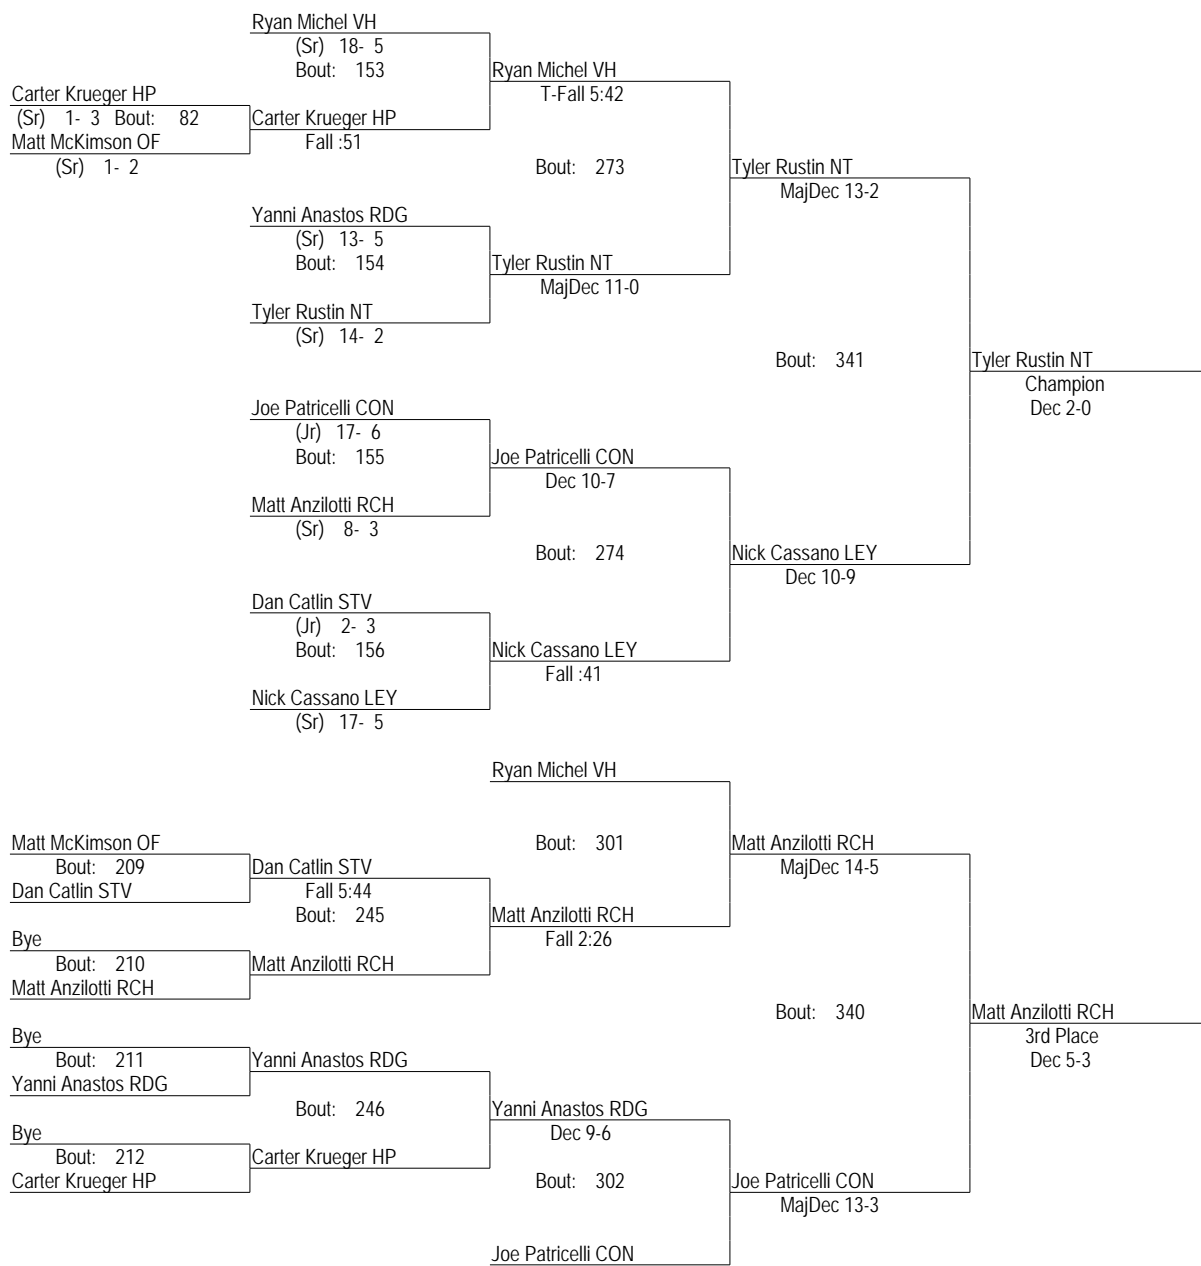 Ryan Michel VH
(Sr) 18- 5
Bout: 153
Ryan Michel VH
T-Fall 5:42
Carter Krueger HP
(Sr) 1- 3 Bout: 82
Carter Krueger HP
Fall :51
Matt McKimson OF
(Sr) 1- 2
Bout: 273
Tyler Rustin NT
MajDec 13-2
Yanni Anastos RDG
(Sr) 13- 5
Bout: 154
Tyler Rustin NT
MajDec 11-0
Tyler Rustin NT
(Sr) 14- 2
Bout: 341
Tyler Rustin NT
Champion
Dec 2-0
Joe Patricelli CON
(Jr) 17- 6
Bout: 155
Joe Patricelli CON
Dec 10-7
Matt Anzilotti RCH
(Sr) 8- 3
Bout: 274
Nick Cassano LEY
Dec 10-9
Dan Catlin STV
(Jr) 2- 3
Bout: 156
Nick Cassano LEY
Fall :41
Nick Cassano LEY
(Sr) 17- 5
Ryan Michel VH
Bout: 301
Matt Anzilotti RCH
MajDec 14-5
Matt McKimson OF
Bout: 209
Dan Catlin STV
Dan Catlin STV
Fall 5:44
Bout: 245
Matt Anzilotti RCH
Fall 2:26
Bye
Bout: 210
Matt Anzilotti RCH
Matt Anzilotti RCH
Bout: 340
Matt Anzilotti RCH
3rd Place
Dec 5-3
Bye
Bout: 211
Yanni Anastos RDG
Yanni Anastos RDG
Bout: 246
Yanni Anastos RDG
Dec 9-6
Bye
Bout: 212
Carter Krueger HP
Carter Krueger HP
Bout: 302
Joe Patricelli CON
MajDec 13-3
Joe Patricelli CON